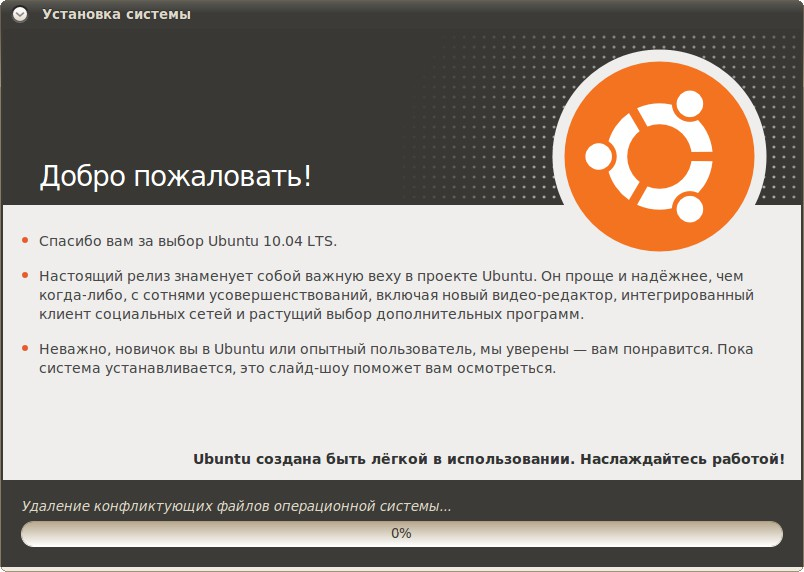 Установка системы
Добро пожаловать!
Спасибо вам за выбор Ubuntu 10.04 LTS.
Настоящий релиз знаменует собой важную веху в проекте Ubuntu. Он проще и надёжнее, чем
когда-либо, с сотнями усовершенствований, включая новый видео-редактор, интегрированный
клиент социальных сетей и растущий выбор дополнительных программ.
Неважно, новичок вы в Ubuntu или опытный пользователь, мы уверены — вам понравится. Пока
система устанавливается, это слайд-шоу поможет вам осмотреться.
Ubuntu создана быть лёгкой в использовании. Наслаждайтесь работой!
Удаление конфликтующих файлов операционной системы...
0%